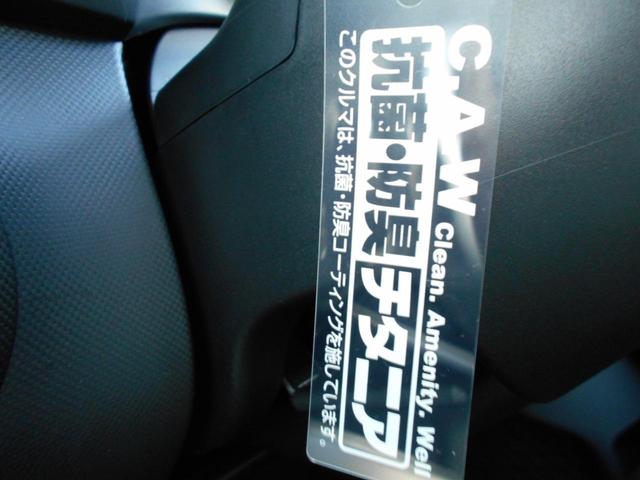 C.A.W Clean. Amenity. Well
抗菌・防臭チタニア
このクルマは、抗菌・防臭コーティングを施しています。